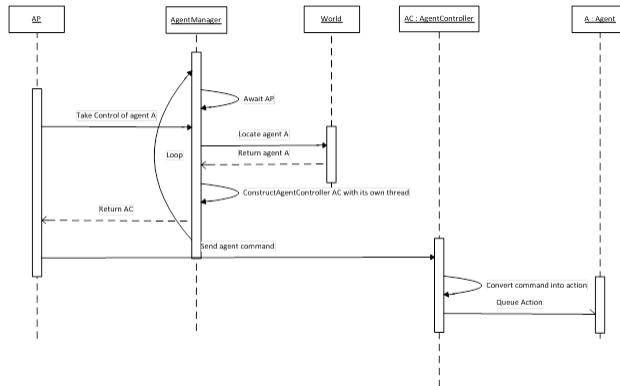 AP
AgentManager
World
AC : AgentController
A : Agent
Await AP
Take Control of agent A
Locate agent A
Return agent A
Loop
ConstructAgentController AC with its own thread
Return AC
Send agent command
Convert command into action
Queue Action